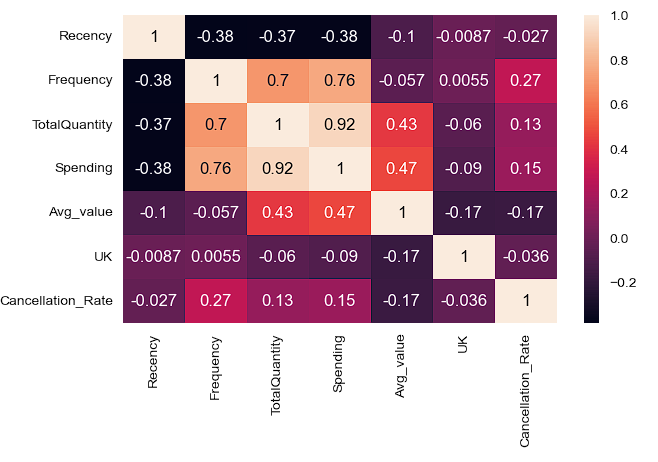 Recency 1 -0.38 -0.37 -0.38 -0.1 -0.0087 -0.027
Frequency -0.38 1 0.7 0.76 -0.057 0.0055 0.27
TotalQuantity -0.37 0.7 1 0.92 0.43 -0.06 0.13
Spending -0.38 0.76 0.92 1 0.47 -0.09 0.15
Avg_value -0.1 -0.057 0.43 0.47 1 -0.17 -0.17
UK -0.0087 0.0055 -0.06 -0.09 -0.17 1 -0.036
Cancellation_Rate -0.027 0.27 0.13 0.15 -0.17 -0.036 1
Recency
Frequency
TotalQuantity
Spending
Avg_value
UK
Cancellation_Rate
1.0
0.8
0.6
0.4
0.2
0.0
−0.2